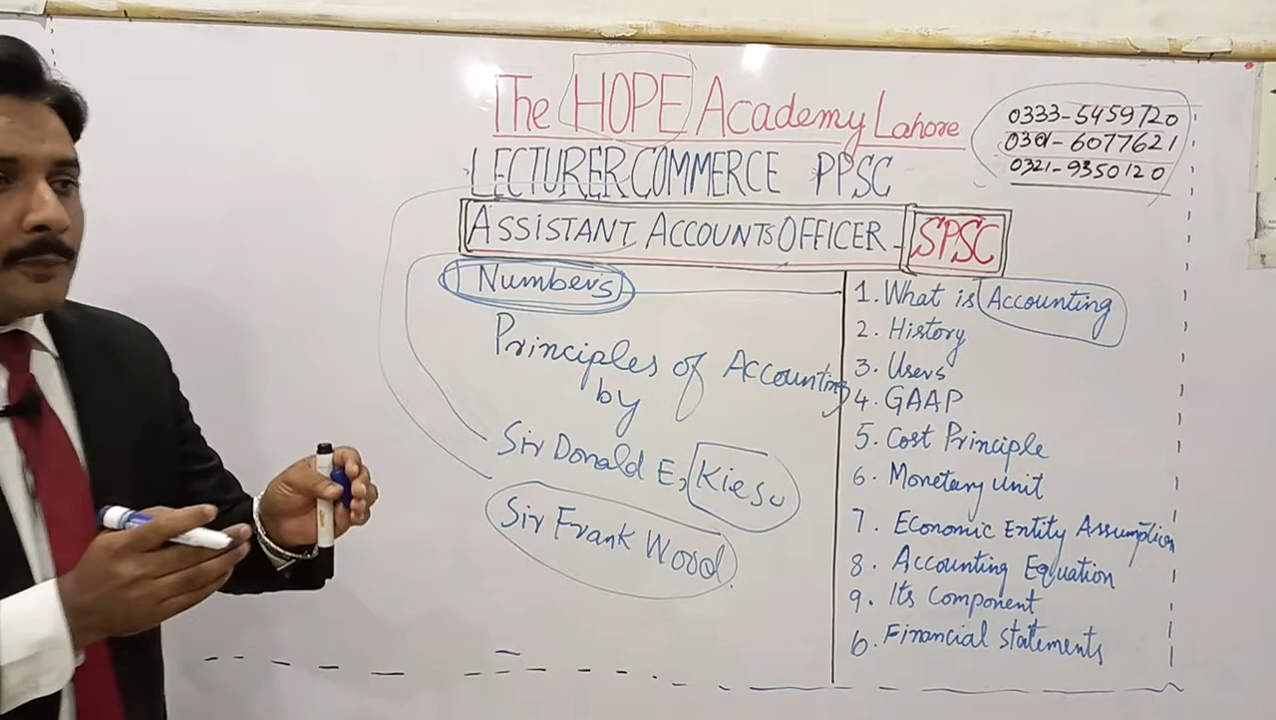 The HOPE Academy Lahore
0333-5459720
0301-6077621
0321-9350120
LECTURER COMMERCE PPSC
ASSISTANT ACCOUNTS OFFICER - SPSC
Numbers
Principles of Accounting
by
Sir Donald E, Kieso
Sir Frank Wood.
1. What is Accounting
2. History
3. Users
4. GAAP
5. Cost Principle
6. Monetary unit
7. Economic Entity Assumption
8. Accounting Equation
9. Its Component
6. Financial statements